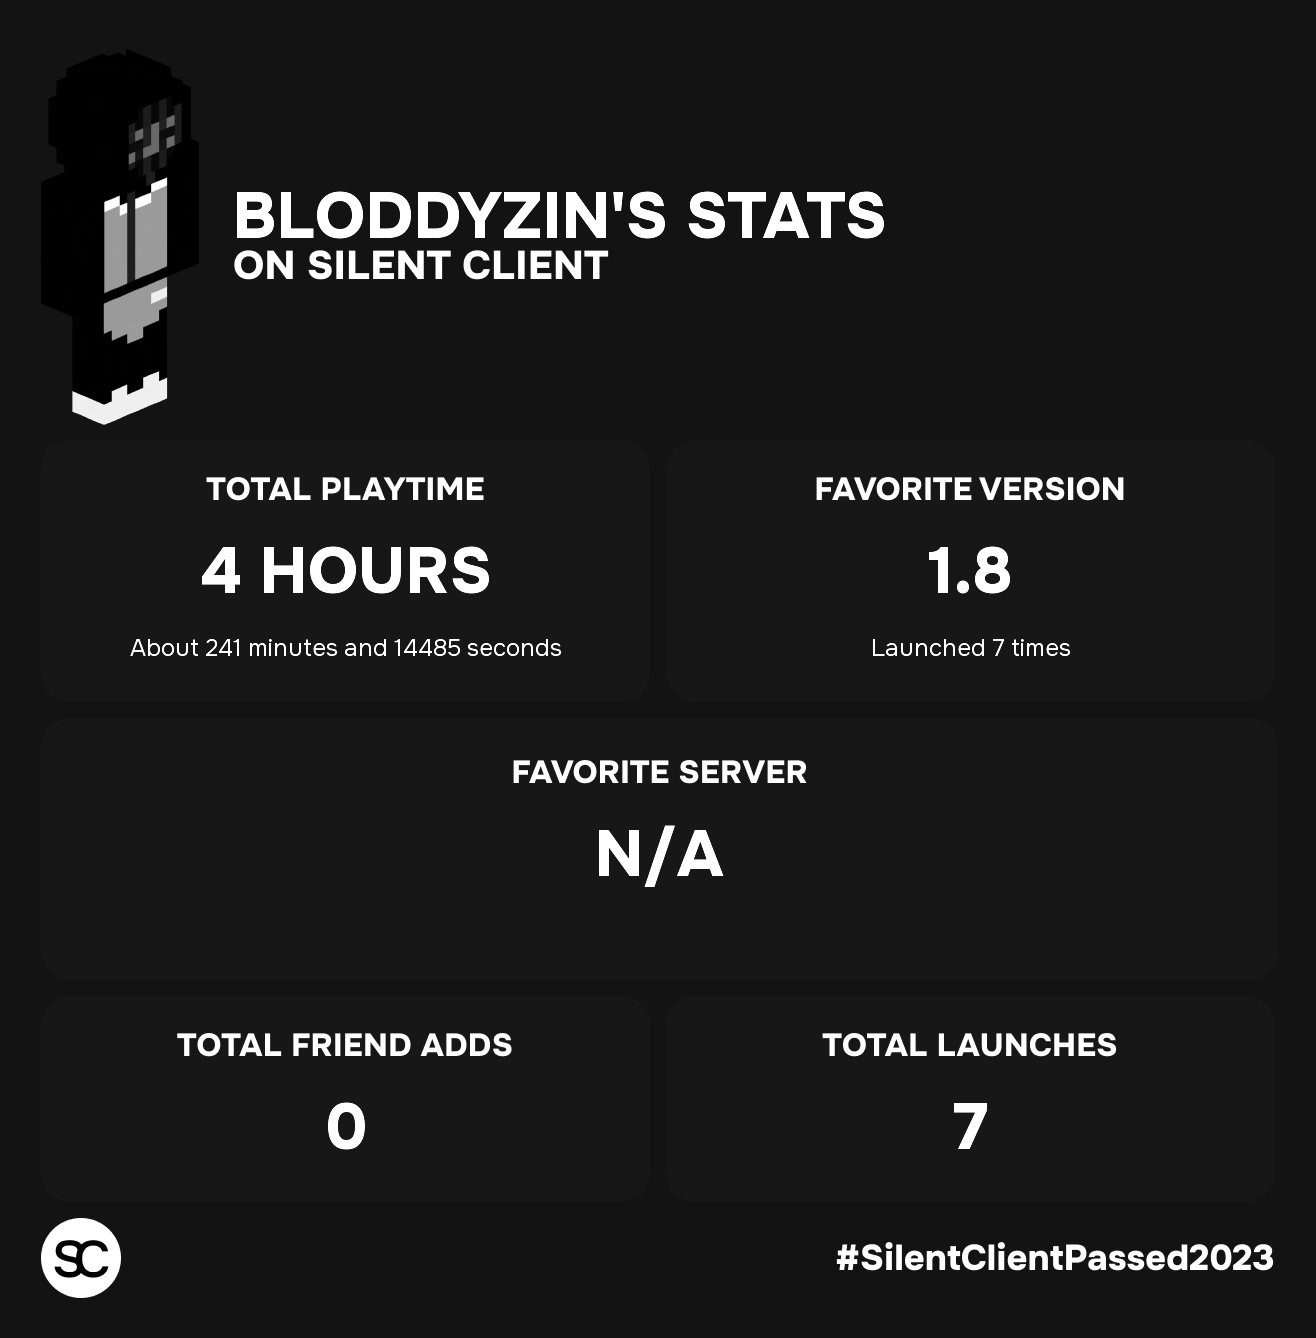 BLODDYZIN'S STATS
ON SILENT CLIENT
TOTAL PLAYTIME
4 HOURS
About 241 minutes and 14485 seconds
FAVORITE VERSION
1.8
Launched 7 times
FAVORITE SERVER
N/A
TOTAL FRIEND ADDS
0
TOTAL LAUNCHES
7
SC
#SilentClientPassed2023